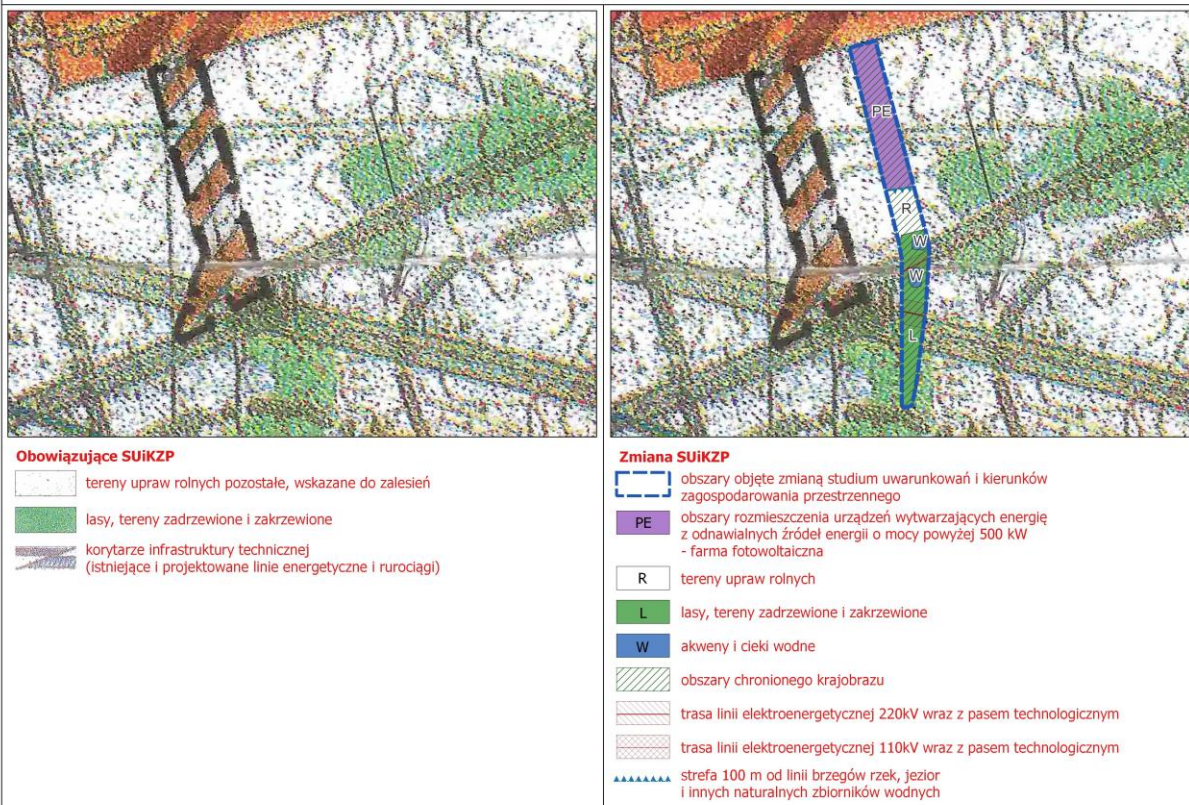 Obowiązujące SUiKZP
tereny upraw rolnych pozostałe, wskazane do zalesień
lasy, tereny zadrzewione i zakrzewione
korytarze infrastruktury technicznej
(istniejące i projektowane linie energetyczne i rurociągi)
PE
R
W
W
L
Zmiana SUiKZP
obszary objęte zmianą studium uwarunkowań i kierunków
zagospodarowania przestrzennego
PE
obszary rozmieszczenia urządzeń wytwarzających energię
z odnawialnych źródeł energii o mocy powyżej 500 kW
- farma fotowoltaiczna
R
tereny upraw rolnych
L
lasy, tereny zadrzewione i zakrzewione
W
akweny i cieki wodne
obszary chronionego krajobrazu
trasa linii elektroenergetycznej 220kV wraz z pasem technologicznym
trasa linii elektroenergetycznej 110kV wraz z pasem technologicznym
strefa 100 m od linii brzegów rzek, jezior
i innych naturalnych zbiorników wodnych